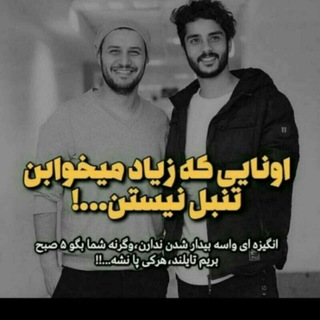 اونایی که زیاد میخوابن
تنبل نیستن...!
انگیزه ای واسه بیدار شدن ندارن،وگرنه شما بگو ۵ صبح
بریم تایلند، هرکی پا نشه...!!